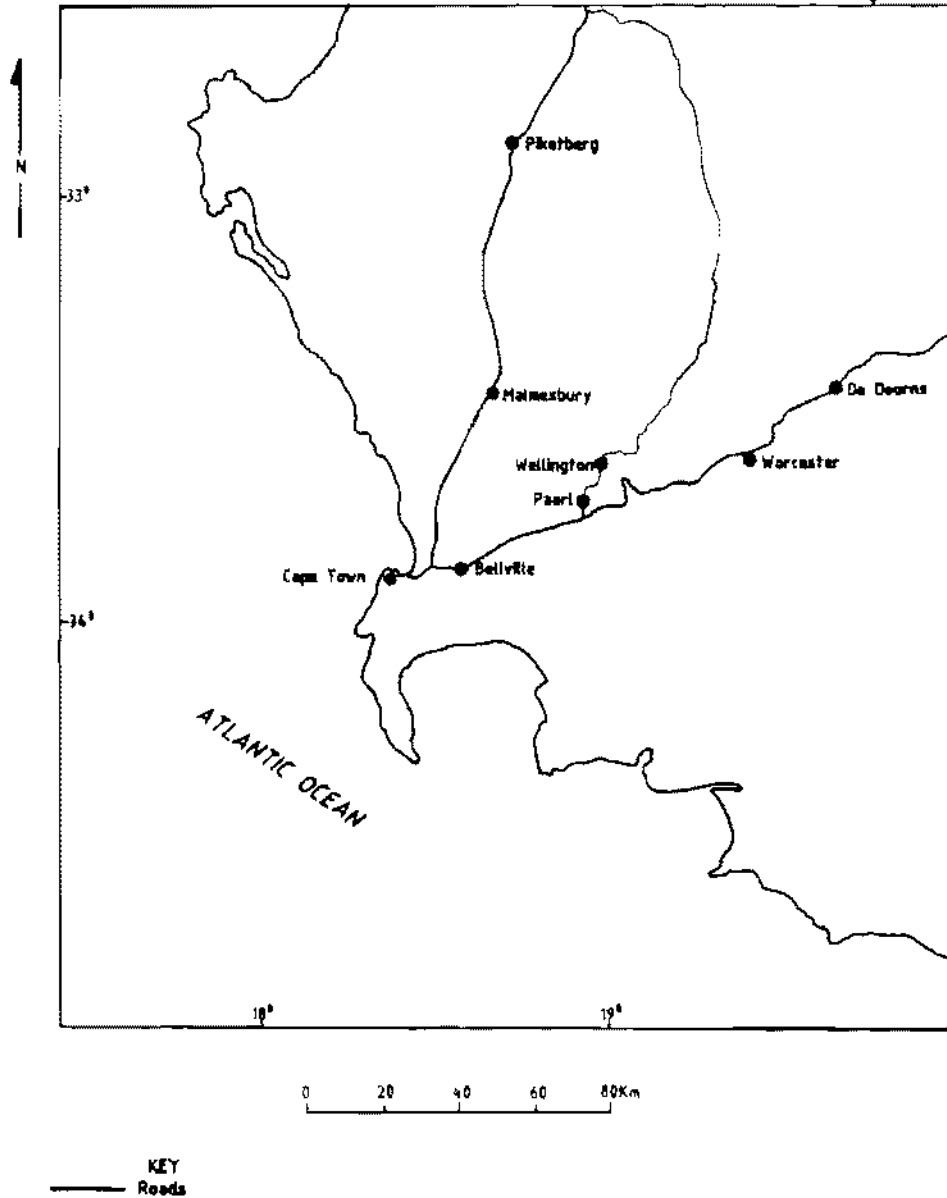 N
33°
Piketberg
Malmesbury
De Doorns
Wellington
Worcester
Paarl
Cape Town
Bellville
34°
ATLANTIC OCEAN
18°
19°
0 20 40 60 80Km
KEY
Roads